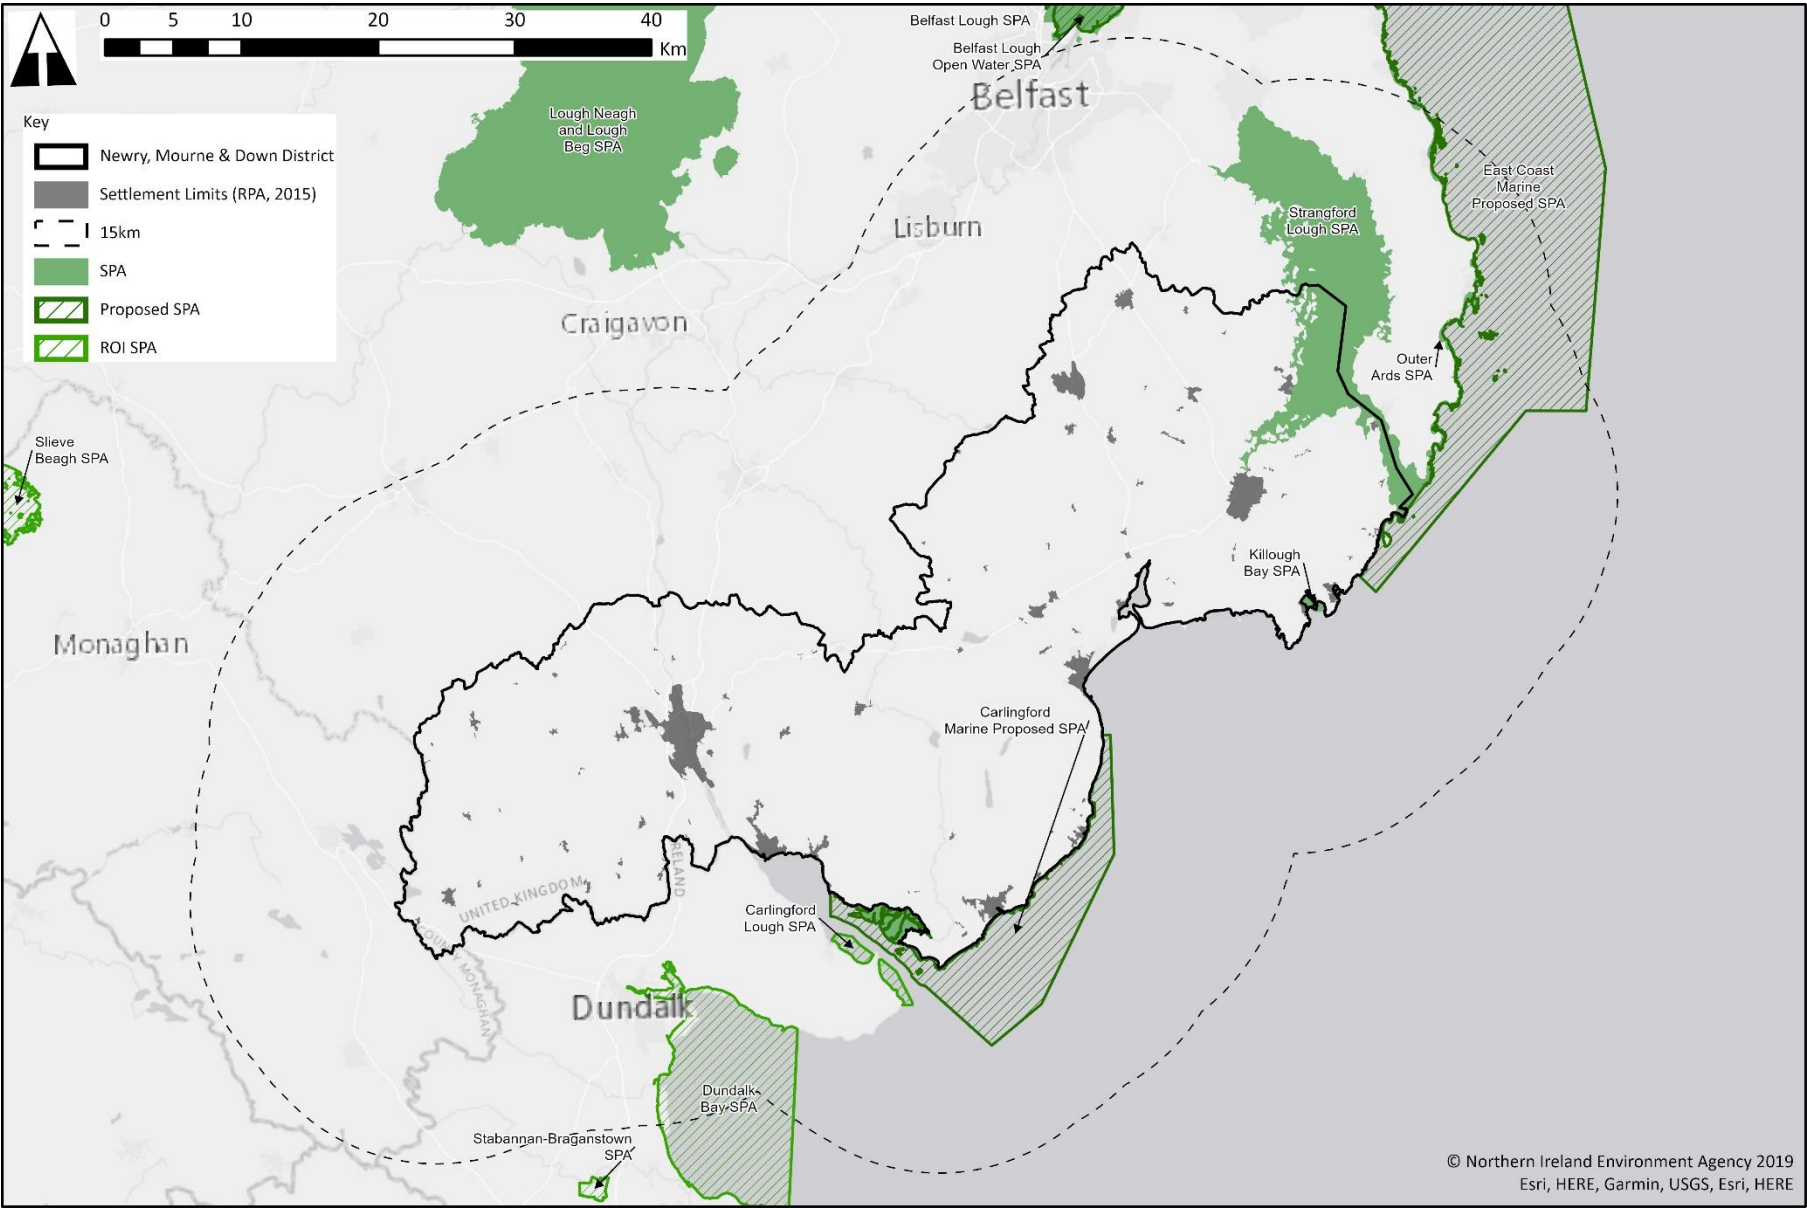 0 5 10 20 30 40
Km
Key
Newry, Mourne & Down District
Settlement Limits (RPA, 2015)
15km
SPA
Proposed SPA
ROI SPA
Belfast Lough SPA
Belfast Lough
Open Water SPA
Belfast
Lough Neagh
and Lough
Beg SPA
East Coast
Marine
Proposed SPA
Strangford
Lough SPA
Lisburn
Craigavon
Outer
Ards SPA
Slieve
Beagh SPA
Killough
Bay SPA
Monaghan
Carlingford
Marine Proposed SPA
IRELAND
UNITED KINGDOM
Carlingford
Lough SPA
COUNTY MONAGHAN
Dundalk
Dundalk
Bay SPA
Stabannan-Braganstown
SPA
© Northern Ireland Environment Agency 2019
Esri, HERE, Garmin, USGS, Esri, HERE